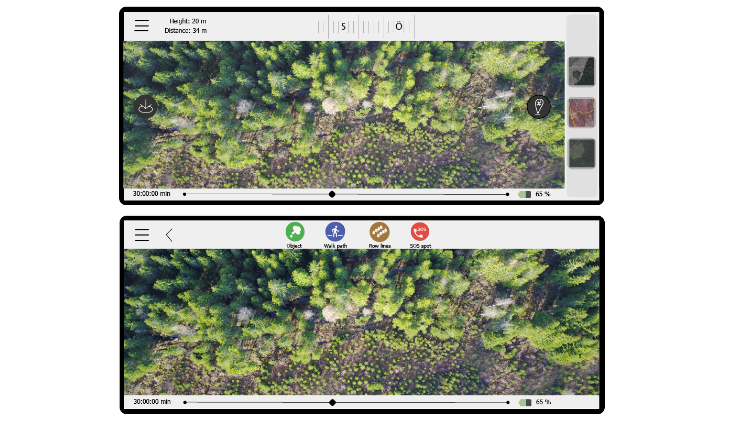 Height: 20 m
Distance: 34 m
S
Ö
30:00:00 min
65 %
Object
Walk path
Row lines
SOS
SOS spot
30:00:00 min
65 %